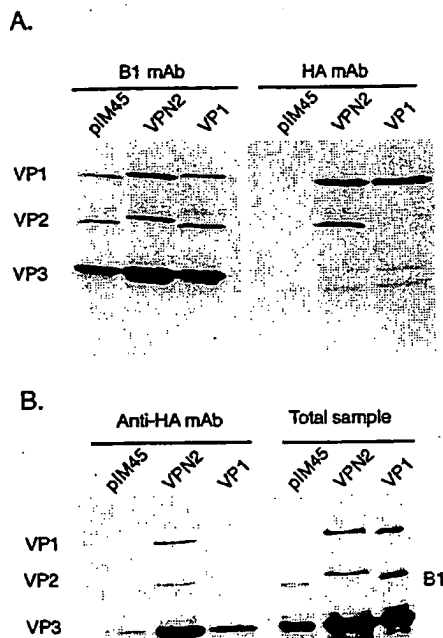 A.
B1 mAb HA mAb
pIM45 VPN2 VP1 pIM45 VPN2 VP1
VP1
VP2
VP3
B.
Anti-HA mAb Total sample
pIM45 VPN2 VP1 pIM45 VPN2 VP1
VP1
VP2 B1
VP3